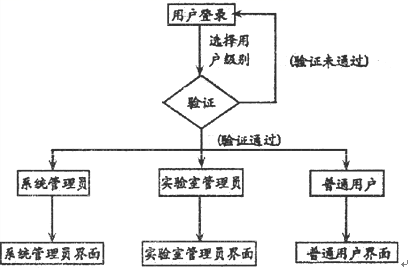 用户登录
选择用
户级别
(验证未通过)
验证
(验证通过)
系统管理员
实验室管理员
普通用户
系统管理员界面
实验室管理员界面
普通用户界面